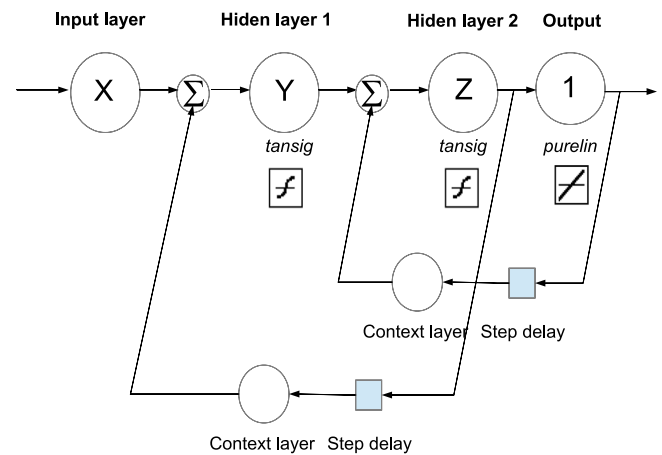 Input layer Hiden layer 1 Hiden layer 2 Output
X Σ Y Σ Z 1
tansig tansig purelin
Context layer Step delay
Context layer Step delay